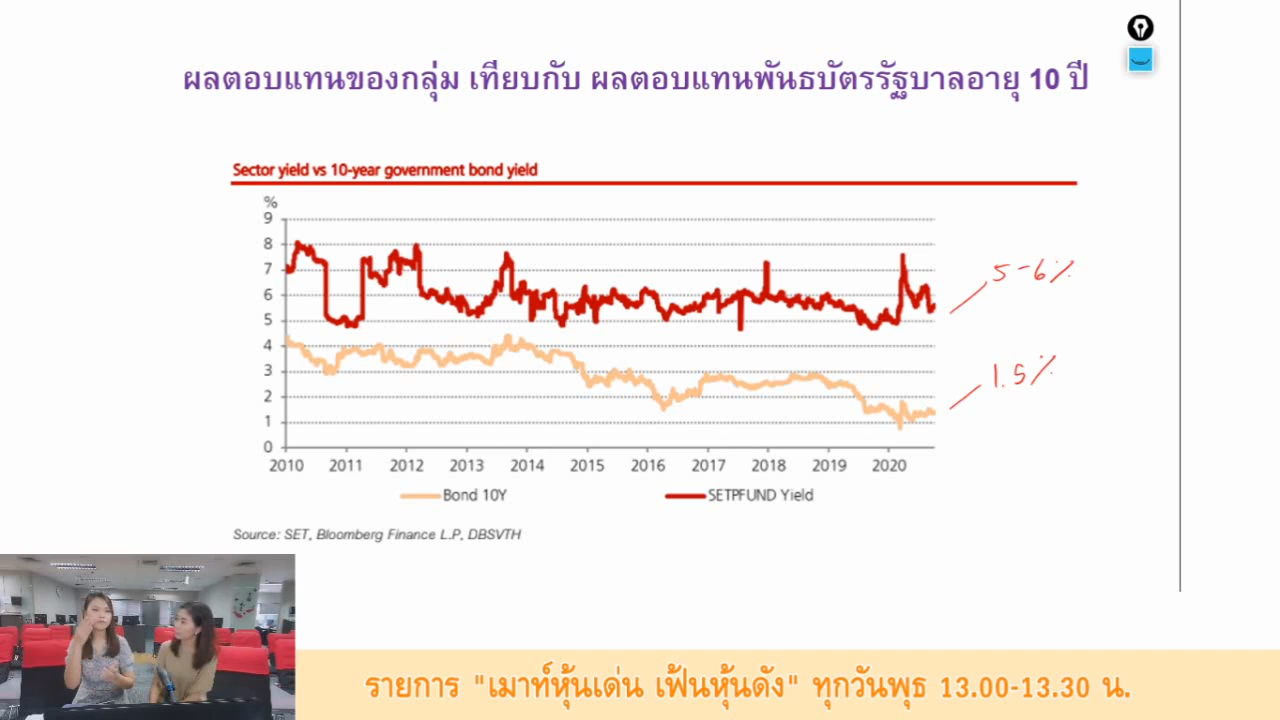 ผลตอบแทนของกลุ่ม เทียบกับ ผลตอบแทนพันธบัตรรัฐบาลอายุ 10 ปี
Sector yield vs 10-year government bond yield
%
9
8
7
6
5
4
3
2
1
0
2010 2011 2012 2013 2014 2015 2016 2017 2018 2019 2020
5-6%
1.5%
Bond 10Y SETPFUND Yield
Source: SET, Bloomberg Finance L.P, DBSVTH
รายการ "เมาท์หุ้นเด่น เฟ้นหุ้นดัง" ทุกวันพุธ 13.00-13.30 น.